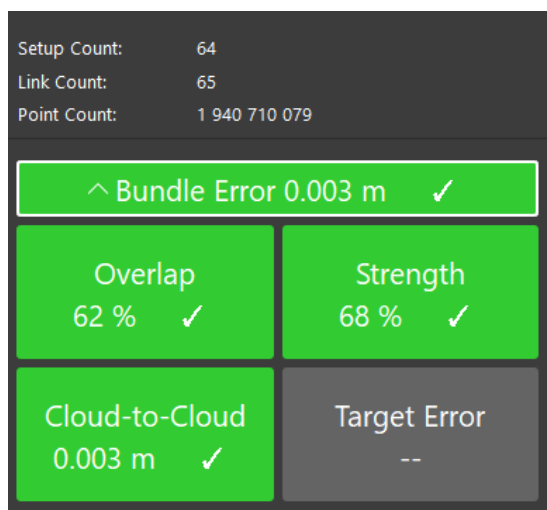 Setup Count: 64
Link Count: 65
Point Count: 1 940 710 079
Bundle Error 0.003 m ✓
Overlap
62 % ✓
Strength
68 % ✓
Cloud-to-Cloud
0.003 m ✓
Target Error
--